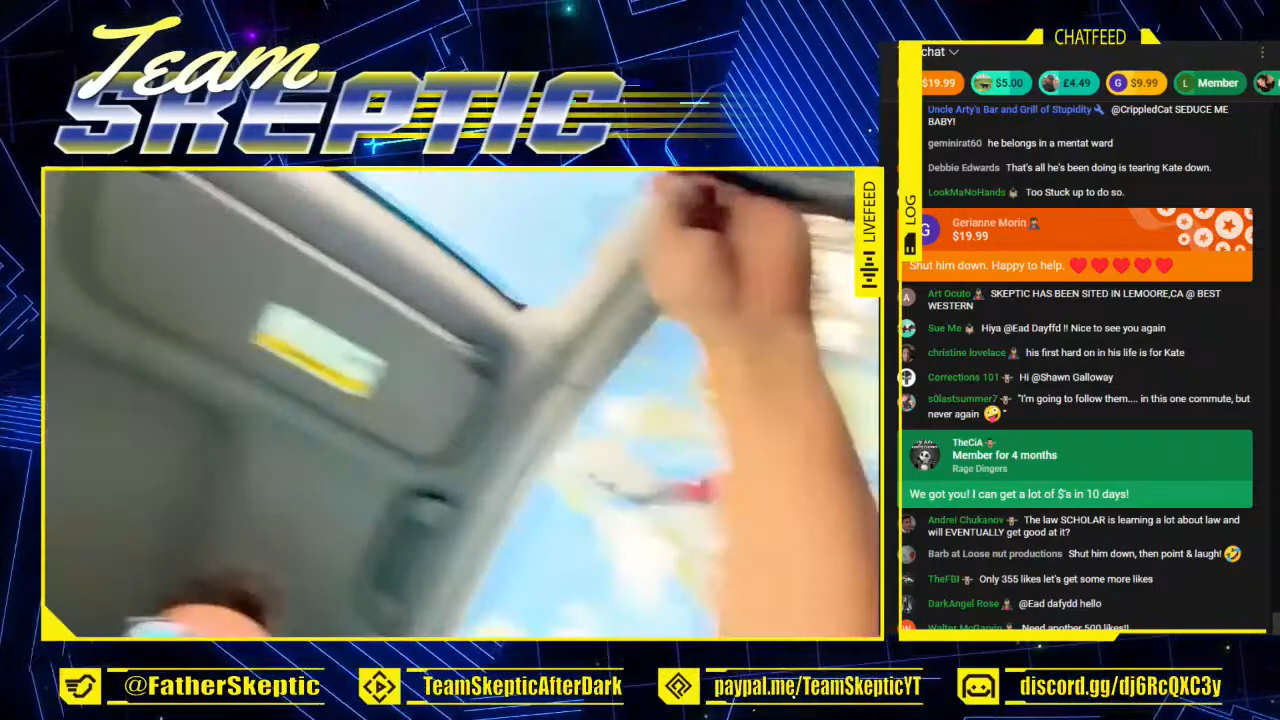 Team
SKEPTIC
CHATFEED
chat
$19.99
$5.00
£4.49
G
$9.99
L
Member
Uncle Arty's Bar and Grill of Stupidity @CrippledCat SEDUCE ME
BABY!
geminirat60 he belongs in a mentat ward
Debbie Edwards That's all he's been doing is tearing Kate down.
LookMaNoHands Too Stuck up to do so.
G
Gerianne Morin
$19.99
Shut him down. Happy to help. ❤❤❤❤❤
A
Art Ocuto SKEPTIC HAS BEEN SITED IN LEMOORE,CA @ BEST
WESTERN
Sue Me Hiya @Ead Dayffd !! Nice to see you again
christine lovelace his first hard on in his life is for Kate
Corrections 101 Hi @Shawn Galloway
s0lastsummer7 "I'm going to follow them.... in this one commute, but
never again 🤪"
TheCiA
Member for 4 months
Rage Dingers
We got you! I can get a lot of $'s in 10 days!
Andrei Chukanov The law SCHOLAR is learning a lot about law and
will EVENTUALLY get good at it?
Barb at Loose nut productions Shut him down, then point & laugh! 🤣
TheFBI Only 355 likes let's get some more likes
DarkAngel Rose @Ead dafydd hello
Walter McGarvin Need another 500 likes!!
LIVEFEED
LOG
@FatherSkeptic
TeamSkepticAfterDark
paypal.me/TeamSkepticYT
discord.gg/dj6RcQXC3y